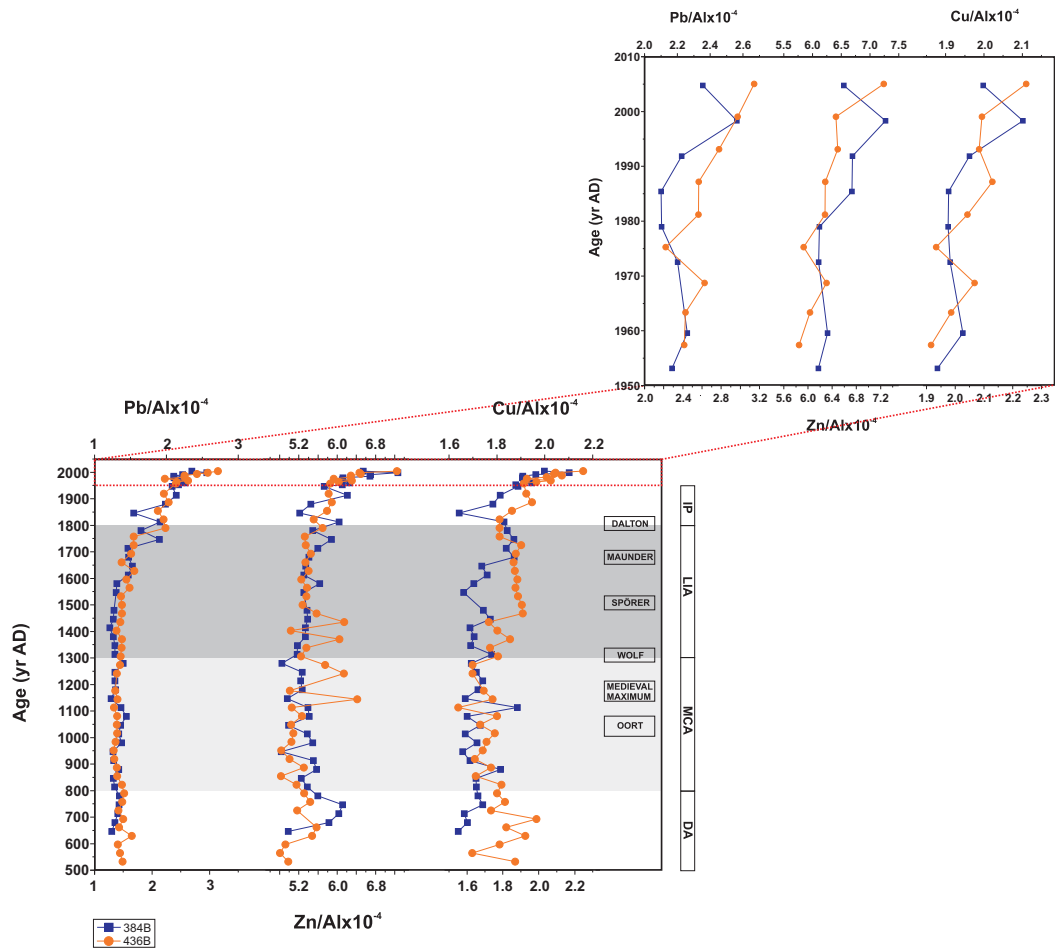 Pb/Alx10-4 Cu/Alx10-4
2.0 2.2 2.4 2.6 5.6 6.0 6.4 6.8 7.2 7.5 1.9 2.0 2.1
2010
2000
1990
1980
1970
1960
1950
Age (yr AD)
2.0 2.4 2.8 3.2 5.5 6.0 6.5 7.0 7.5 1.9 2.0 2.1 2.2 2.3
Zn/Alx10-4
Pb/Alx10-4 Cu/Alx10-4
1 2 3 5.2 6.0 6.8 1.6 1.8 2.0 2.2
2000
1900
1800
1700
1600
1500
1400
1300
1200
1100
1000
900
800
700
600
500
Age (yr AD)
DALTON
MAUNDER
SPÖRER
WOLF
MEDIEVAL
MAXIMUM
OORT
IP
LIA
MCA
DA
1 2 3 5.2 6.0 6.8 1.6 1.8 2.0 2.2
Zn/Alx10-4
384B
436B